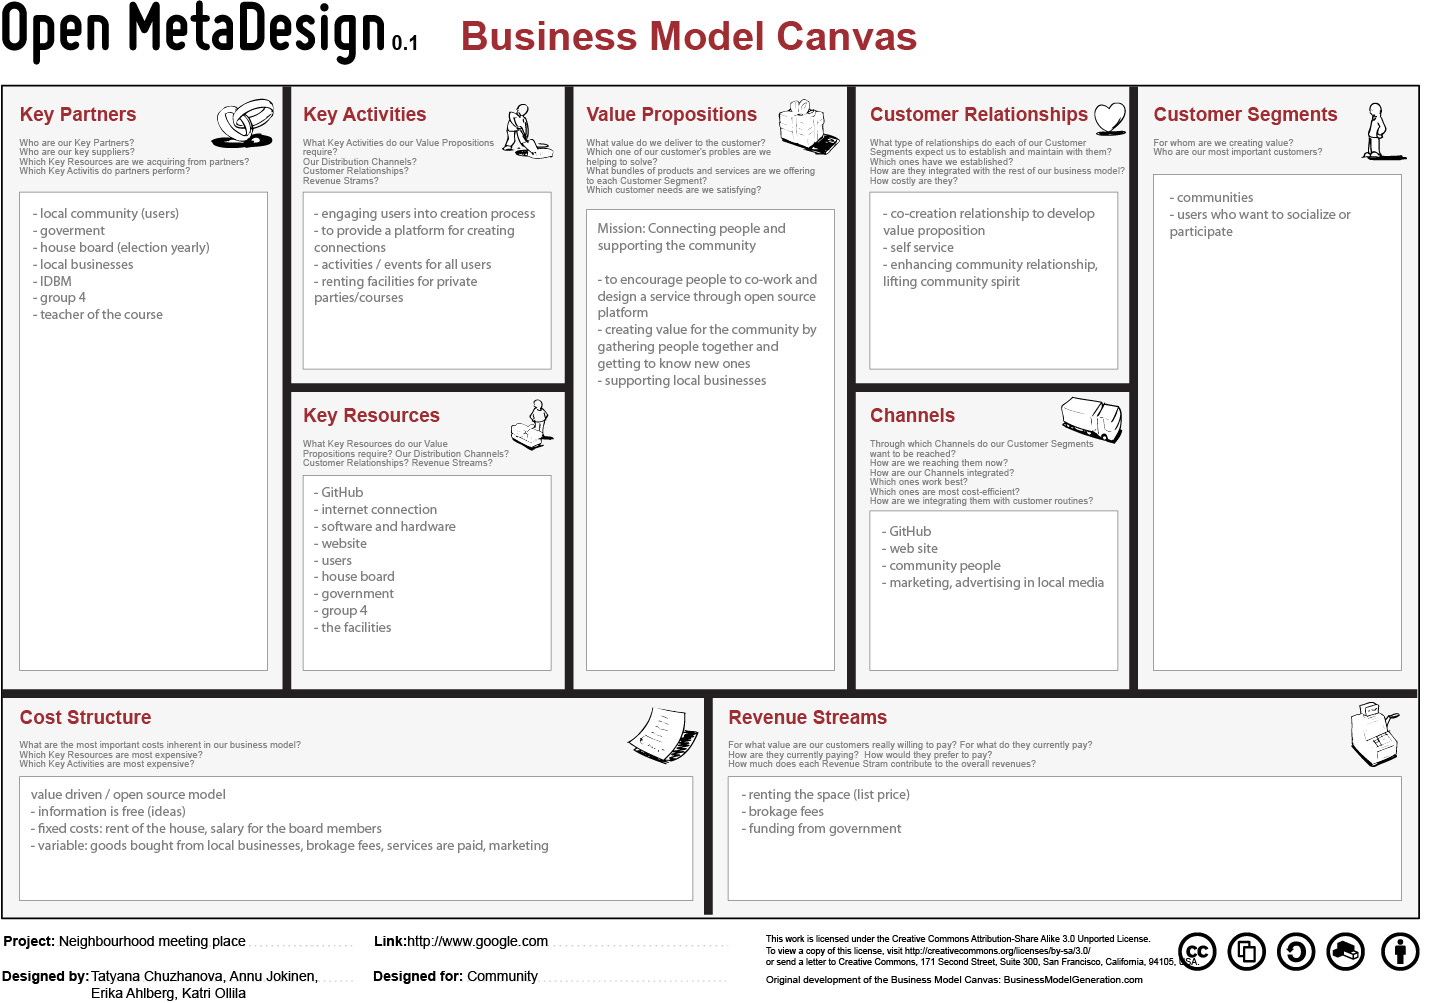 Open MetaDesign 0.1 Business Model Canvas
Key Partners
Who are our Key Partners?
Who are our key suppliers?
Which Key Resources are we acquiring from partners?
Which Key Activitis do partners perform?
- local community (users)
- goverment
- house board (election yearly)
- local businesses
- IDBM
- group 4
- teacher of the course
Key Activities
What Key Activities do our Value Propositions
require?
Our Distribution Channels?
Customer Relationships?
Revenue Strams?
- engaging users into creation process
- to provide a platform for creating
connections
- activities / events for all users
- renting facilities for private
parties/courses
Key Resources
What Key Resources do our Value
Propositions require? Our Distribution Channels?
Customer Relationships? Revenue Streams?
- GitHub
- internet connection
- software and hardware
- website
- users
- house board
- government
- group 4
- the facilities
Value Propositions
What value do we deliver to the customer?
Which one of our customer's probles are we
helping to solve?
What bundles of products and services are we offering
to each Customer Segment?
Which customer needs are we satisfying?
Mission: Connecting people and
supporting the community
- to encourage people to co-work and
design a service through open source
platform
- creating value for the community by
gathering people together and
getting to know new ones
- supporting local businesses
Customer Relationships
What type of relationships do each of our Customer
Segments expect us to establish and maintain with them?
Which ones have we established?
How are they integrated with the rest of our business model?
How costly are they?
- co-creation relationship to develop
value proposition
- self service
- enhancing community relationship,
lifting community spirit
Channels
Through which Channels do our Customer Segments
want to be reached?
How are we reaching them now?
How are our Channels integrated?
Which ones work best?
Which ones are most cost-efficient?
How are we integrating them with customer routines?
- GitHub
- web site
- community people
- marketing, advertising in local media
Customer Segments
For whom are we creating value?
Who are our most important customers?
- communities
- users who want to socialize or
participate
Cost Structure
What are the most important costs inherent in our business model?
Which Key Resources are most expensive?
Which Key Activities are most expensive?
value driven / open source model
- information is free (ideas)
- fixed costs: rent of the house, salary for the board members
- variable: goods bought from local businesses, brokage fees, services are paid, marketing
Revenue Streams
For what value are our customers really willing to pay? For what do they currently pay?
How are they currently paying? How would they prefer to pay?
How much does each Revenue Stram contribute to the overall revenues?
- renting the space (list price)
- brokage fees
- funding from government
Project: Neighbourhood meeting place
Link:http://www.google.com
Designed by: Tatyana Chuzhanova, Annu Jokinen,
Erika Ahlberg, Katri Ollila
Designed for: Community
This work is licensed under the Creative Commons Attribution-Share Alike 3.0 Unported License.
To view a copy of this license, visit http://creativecommons.org/licenses/by-sa/3.0/
or send a letter to Creative Commons, 171 Second Street, Suite 300, San Francisco, California, 94105, USA.
Original development of the Business Model Canvas: BusinessModelGeneration.com
cc